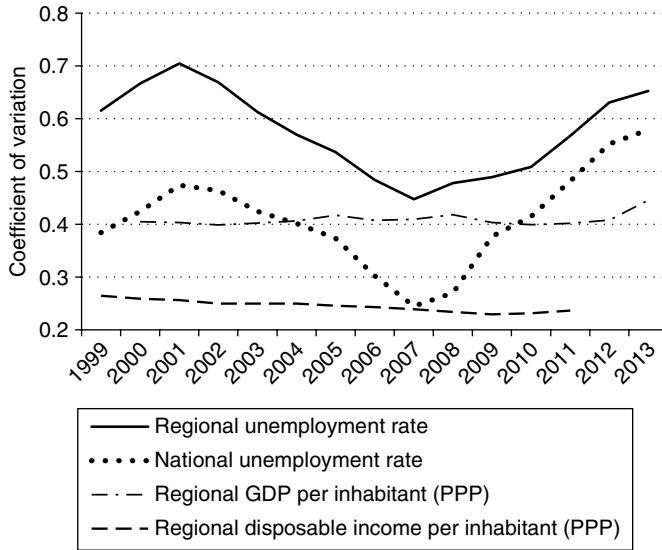 Coefficient of variation
0.8
0.7
0.6
0.5
0.4
0.3
0.2
1999 2000 2001 2002 2003 2004 2005 2006 2007 2008 2009 2010 2011 2012 2013
Regional unemployment rate
National unemployment rate
Regional GDP per inhabitant (PPP)
Regional disposable income per inhabitant (PPP)